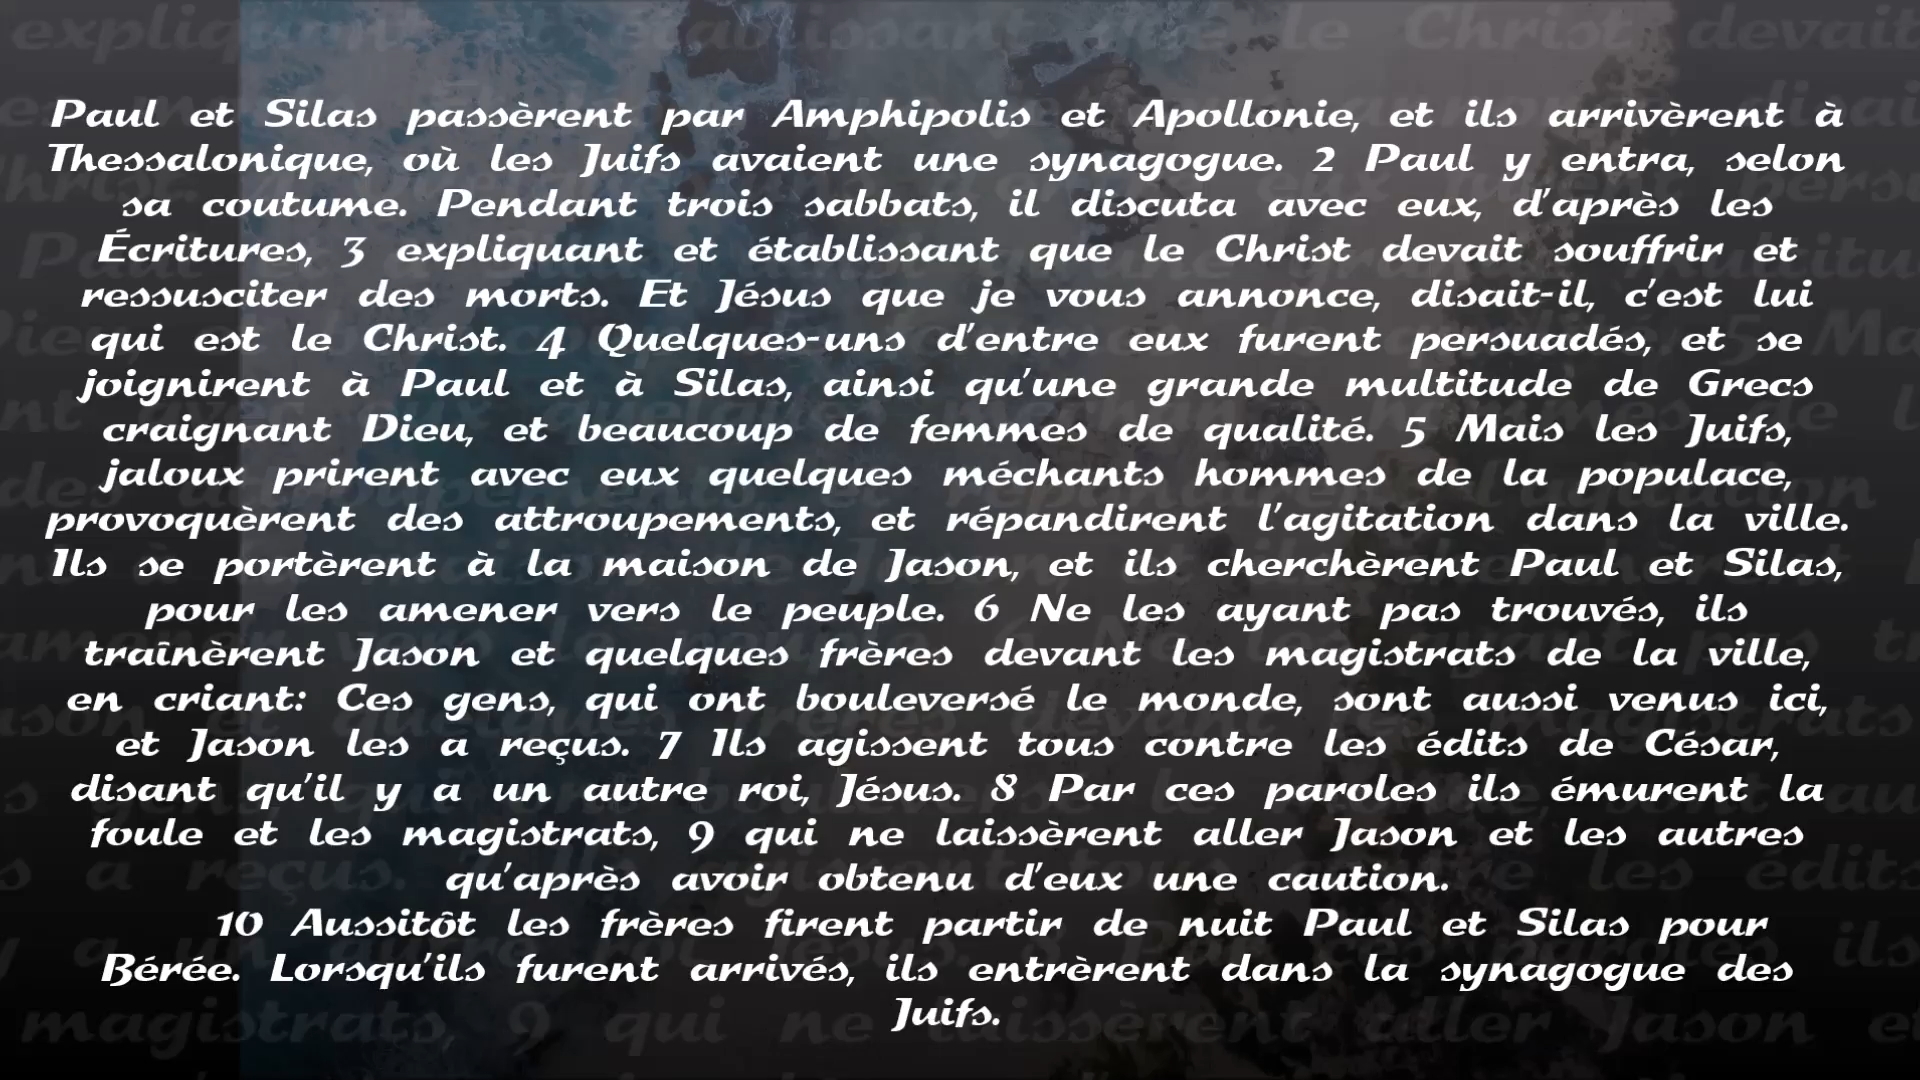 Paul et Silas passèrent par Amphipolis et Apollonie, et ils arrivèrent à
Thessalonique, où les Juifs avaient une synagogue. 2 Paul y entra, selon
sa coutume. Pendant trois sabbats, il discuta avec eux, d'après les
Écritures, 3 expliquant et établissant que le Christ devait souffrir et
ressusciter des morts. Et Jésus que je vous annonce, disait-il, c'est lui
qui est le Christ. 4 Quelques-uns d'entre eux furent persuadés, et se
joignirent à Paul et à Silas, ainsi qu'une grande multitude de Grecs
craignant Dieu, et beaucoup de femmes de qualité. 5 Mais les Juifs,
jaloux prirent avec eux quelques méchants hommes de la populace,
provoquèrent des attroupements, et répandirent l'agitation dans la ville.
Ils se portèrent à la maison de Jason, et ils cherchèrent Paul et Silas,
pour les amener vers le peuple. 6 Ne les ayant pas trouvés, ils
traînèrent Jason et quelques frères devant les magistrats de la ville,
en criant: Ces gens, qui ont bouleversé le monde, sont aussi venus ici,
et Jason les a reçus. 7 Ils agissent tous contre les édits de César,
disant qu'il y a un autre roi, Jésus. 8 Par ces paroles ils émurent la
foule et les magistrats, 9 qui ne laissèrent aller Jason et les autres
qu'après avoir obtenu d'eux une caution.
10 Aussitôt les frères firent partir de nuit Paul et Silas pour
Bérée. Lorsqu'ils furent arrivés, ils entrèrent dans la synagogue des
Juifs.